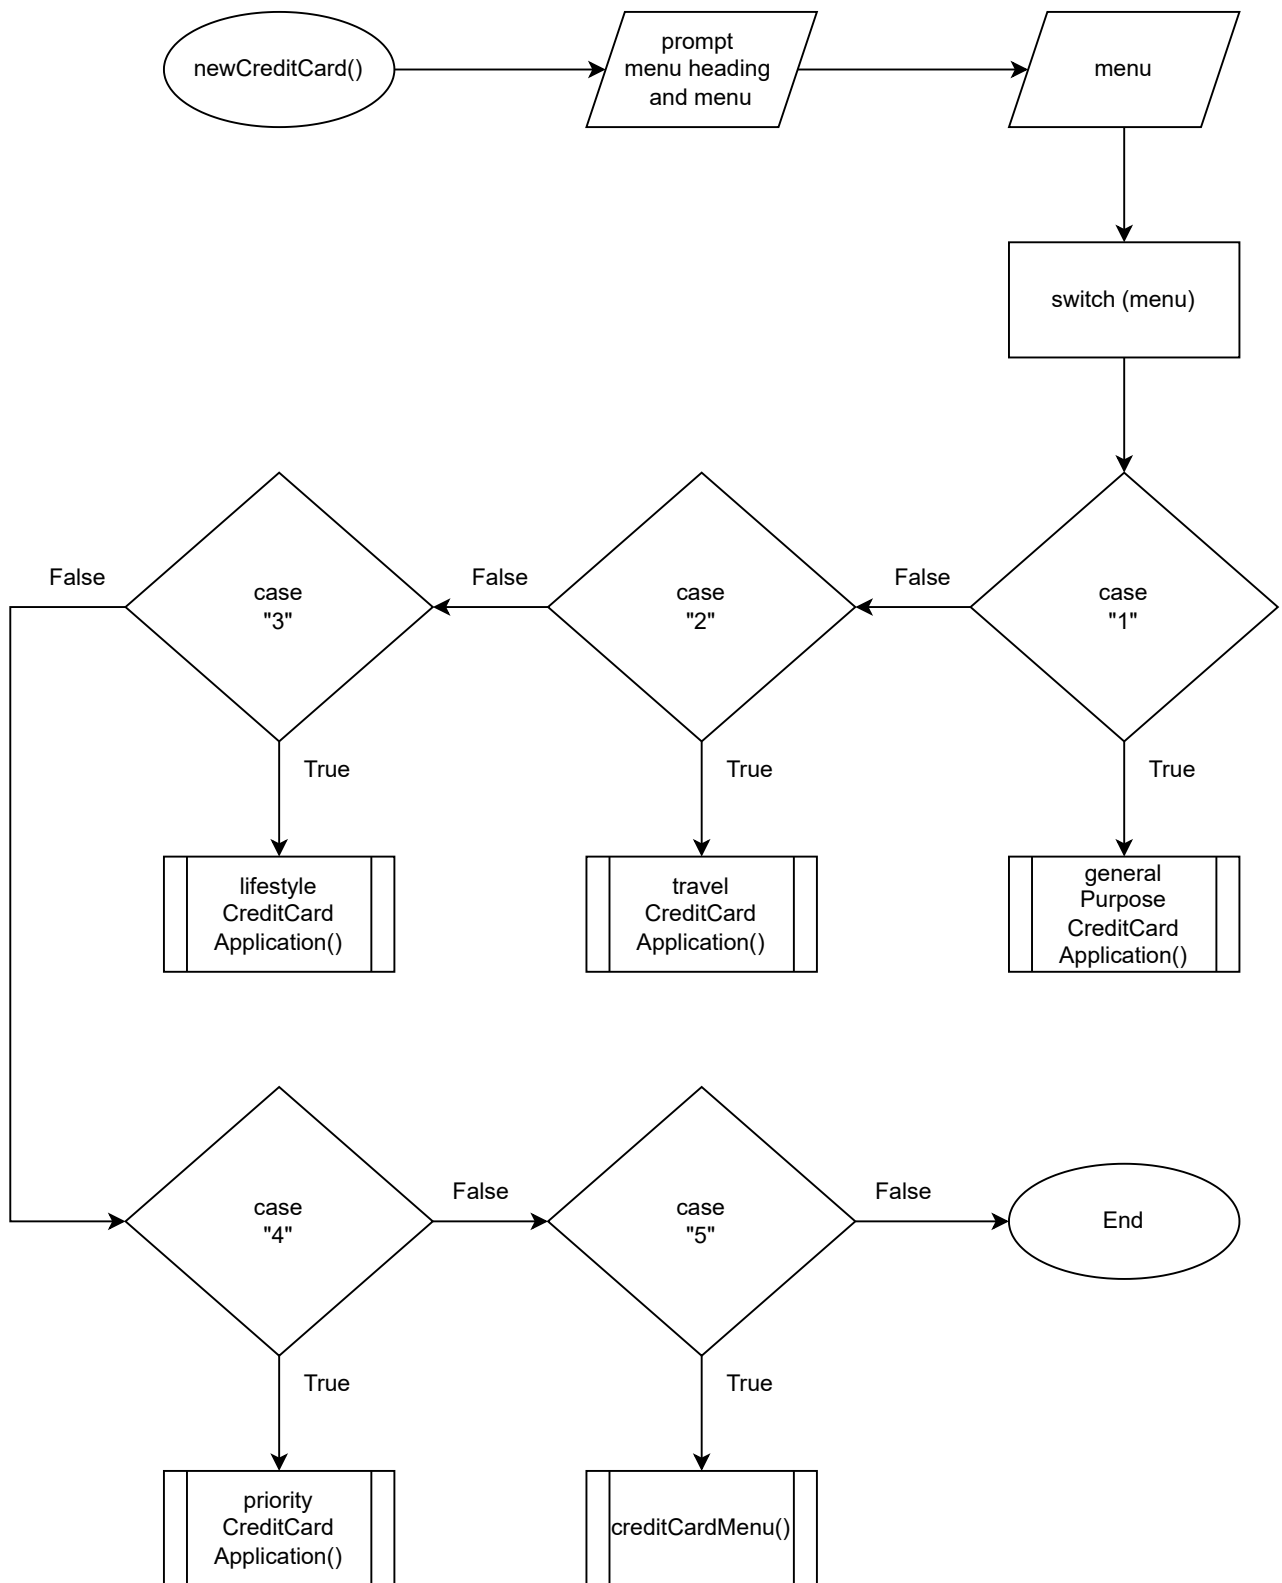 newCreditCard()
prompt
menu heading
and menu
menu
switch (menu)
False
case
"3"
False
case
"2"
False
case
"1"
True
True
True
lifestyle
CreditCard
Application()
travel
CreditCard
Application()
general
Purpose
CreditCard
Application()
case
"4"
False
case
"5"
False
End
True
True
priority
CreditCard
Application()
creditCardMenu()